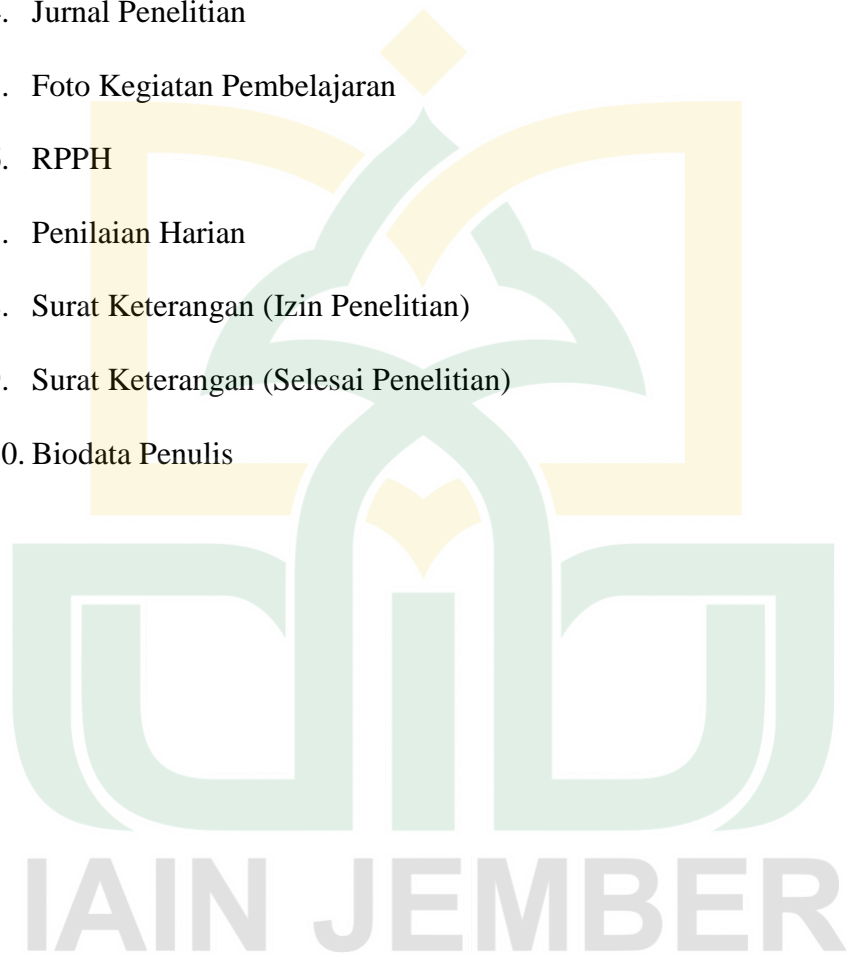 . Jurnal Penelitian
. Foto Kegiatan Pembelajaran
. RPPH
. Penilaian Harian
. Surat Keterangan (Izin Penelitian)
. Surat Keterangan (Selesai Penelitian)
0. Biodata Penulis
IAIN JEMBER